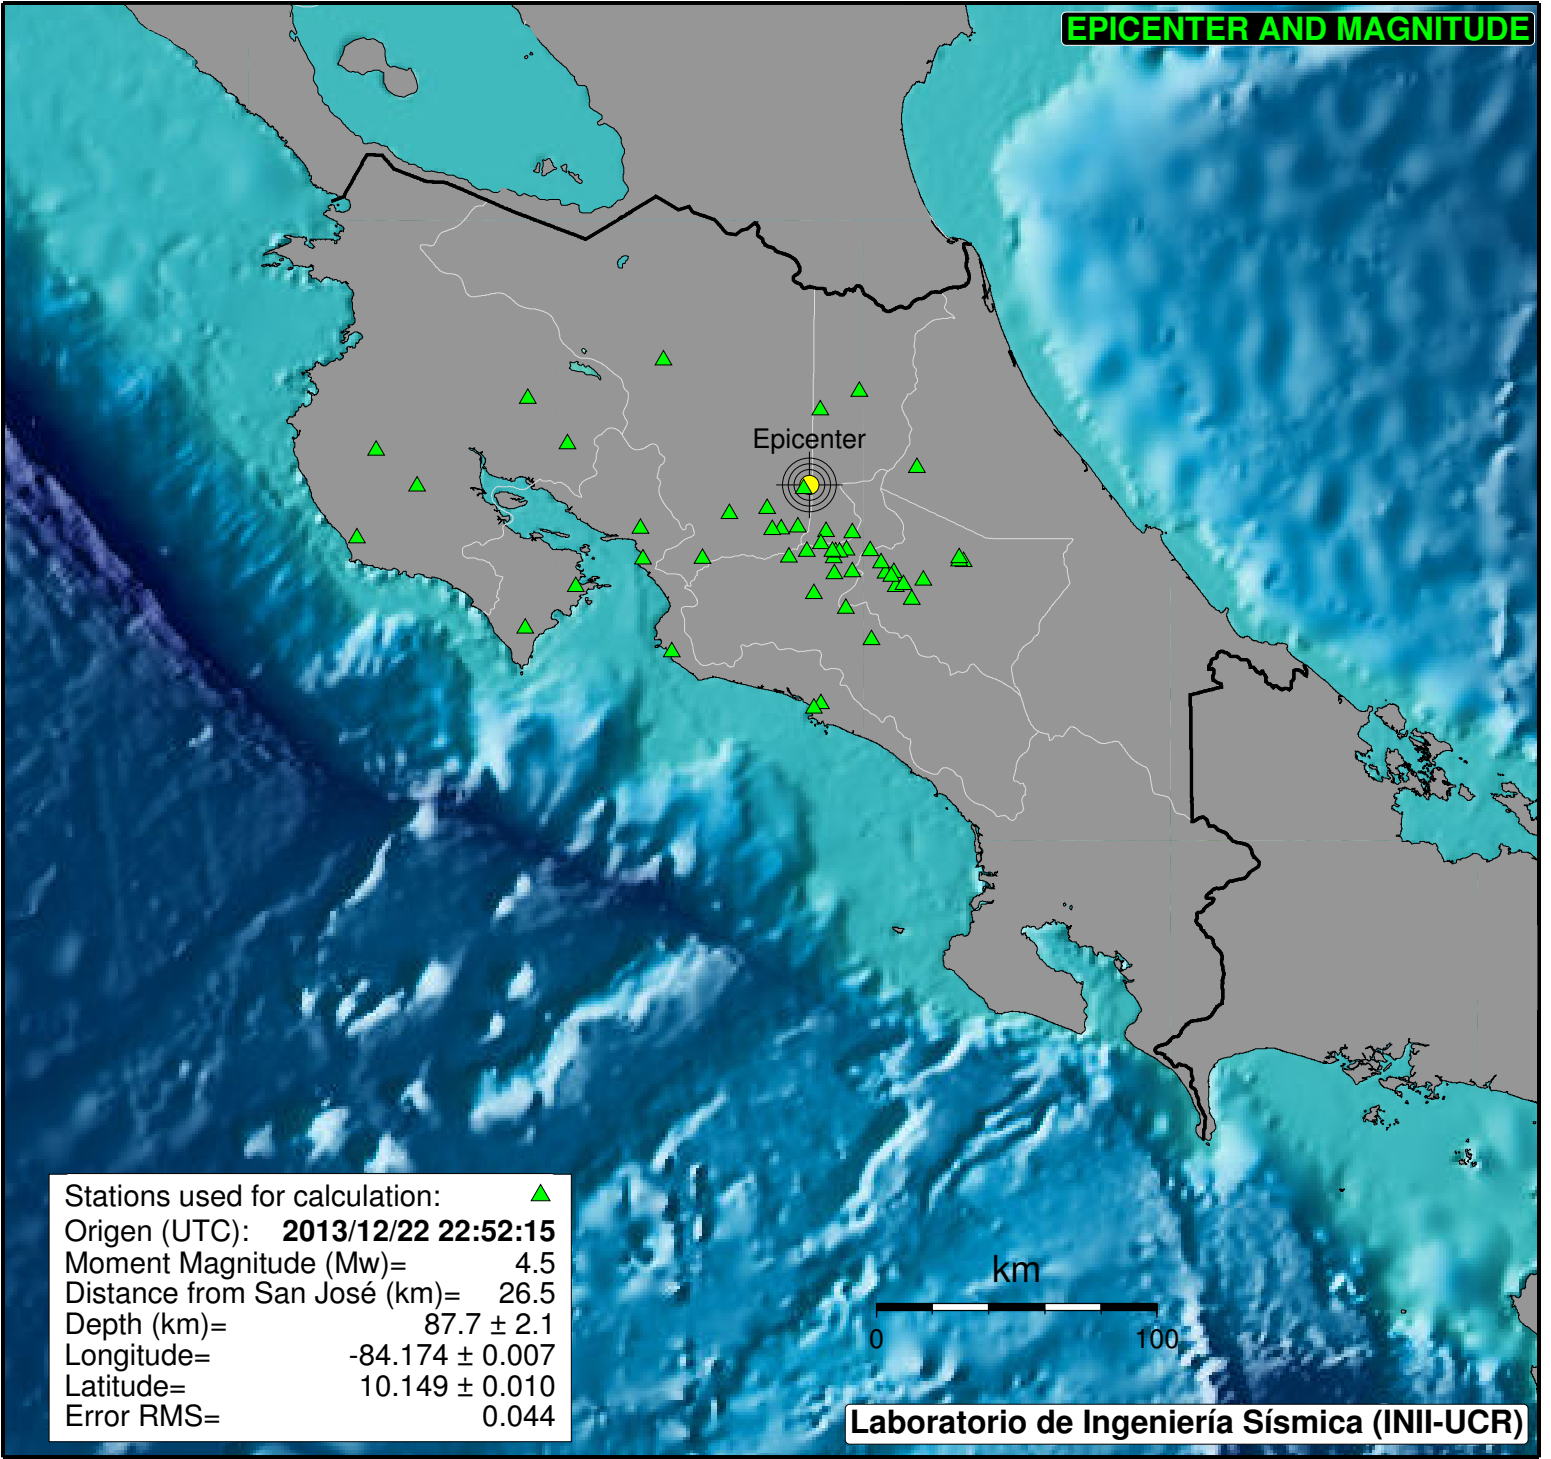 EPICENTER AND MAGNITUDE
Epicenter
Stations used for calculation:
Origen (UTC): 2013/12/22 22:52:15
Moment Magnitude (Mw)= 4.5
Distance from San José (km)= 26.5
Depth (km)= 87.7 ± 2.1
Longitude= -84.174 ± 0.007
Latitude= 10.149 ± 0.010
Error RMS= 0.044
km
0 100
Laboratorio de Ingeniería Sísmica (INII-UCR)